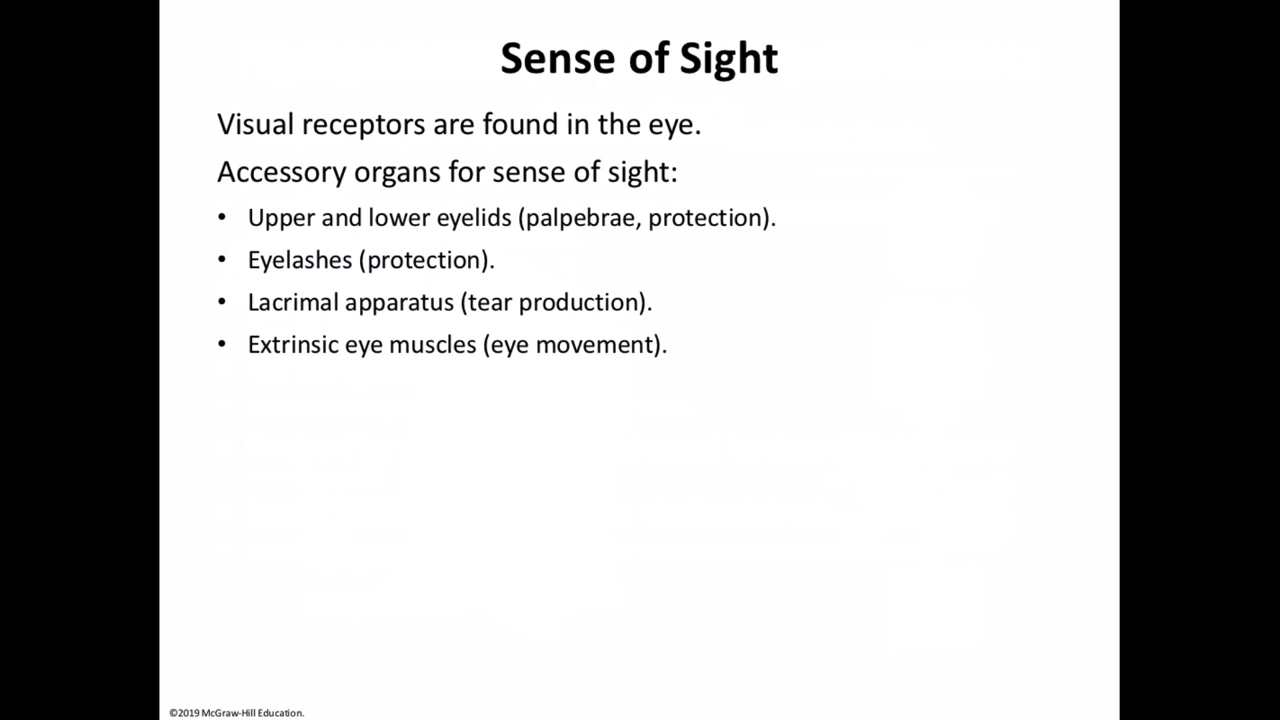 Sense of Sight
Visual receptors are found in the eye.
Accessory organs for sense of sight:
• Upper and lower eyelids (palpebrae, protection).
• Eyelashes (protection).
• Lacrimal apparatus (tear production).
• Extrinsic eye muscles (eye movement).
©2019 McGraw-Hill Education.